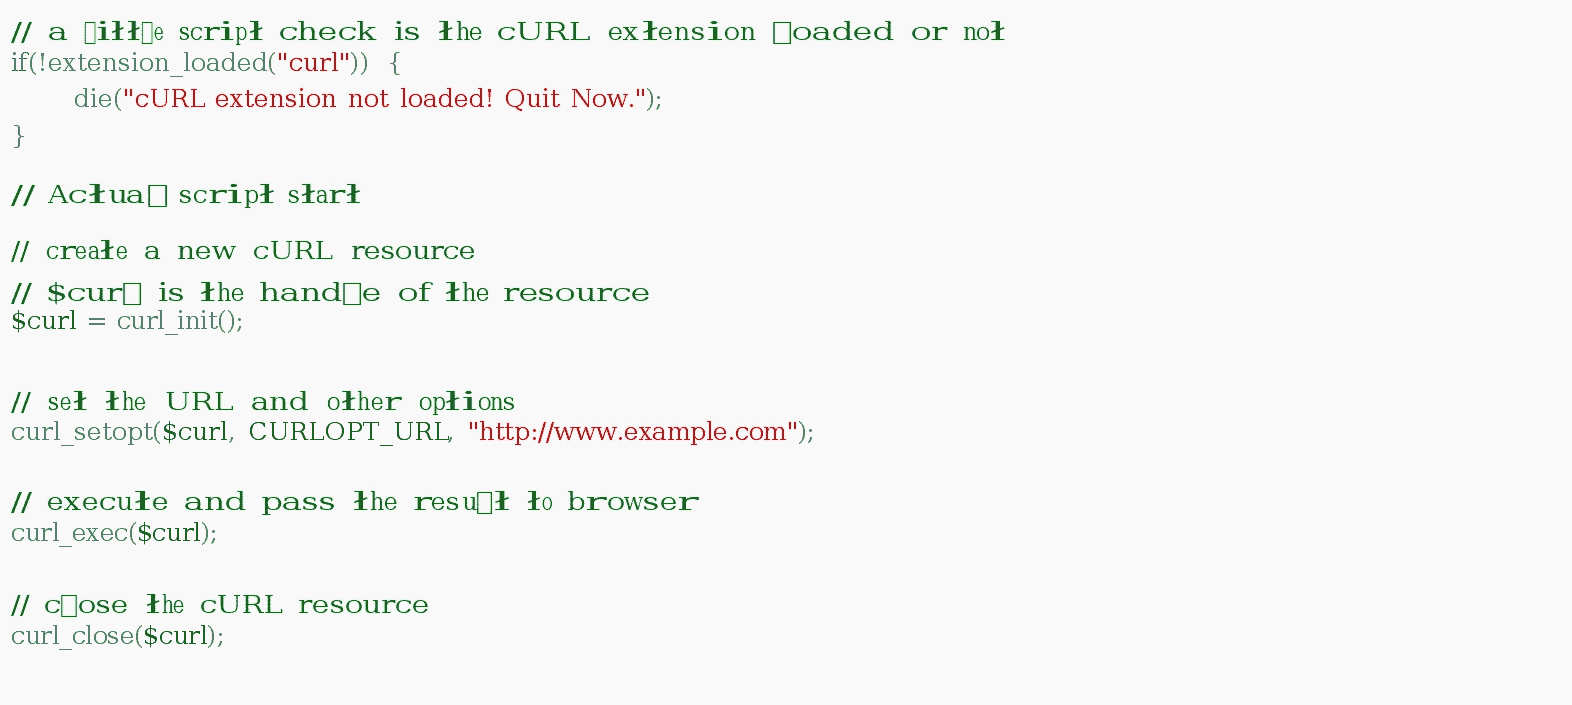 // a little script check is the cURL extension loaded or not
if(!extension_loaded("curl")) {
die("cURL extension not loaded! Quit Now.");
}
// Actual script start
// create a new cURL resource
// $curl is the handle of the resource
$curl = curl_init();
// set the URL and other options
curl_setopt($curl, CURLOPT_URL, "http://www.example.com");
// execute and pass the result to browser
curl_exec($curl);
// close the cURL resource
curl_close($curl);